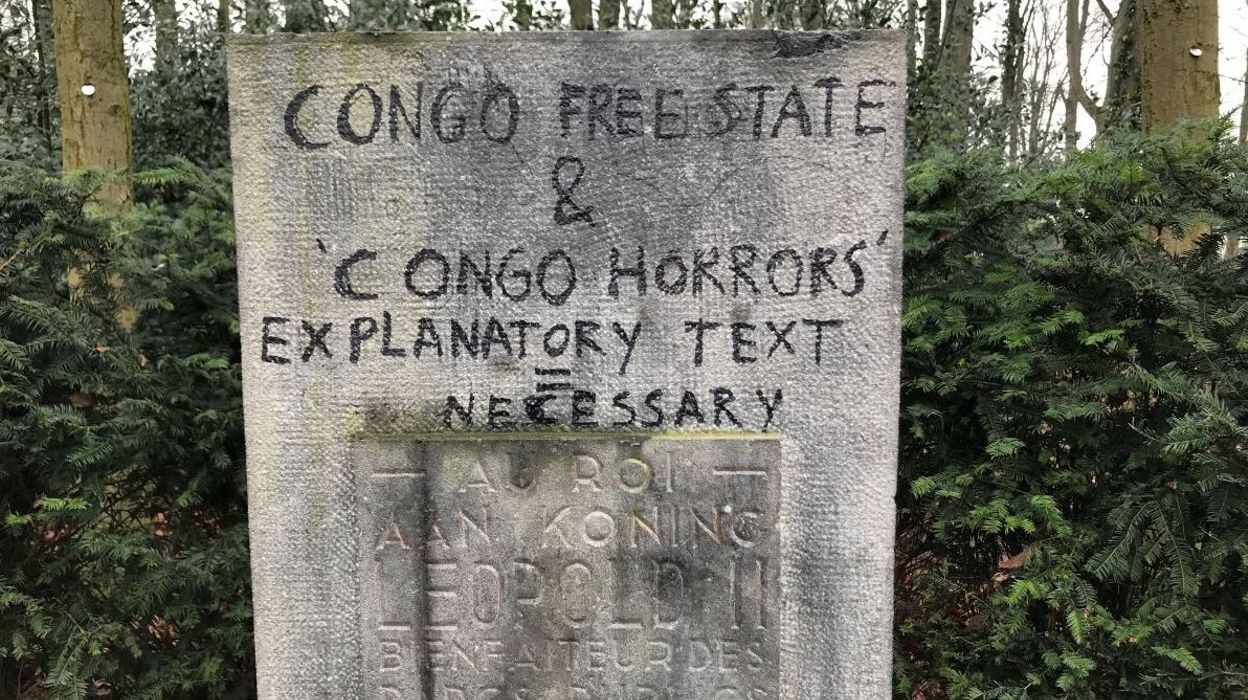 CONGO FREE STATE
&
'CONGO HORRORS'
EXPLANATORY TEXT
=
NECESSARY
— AU ROI —
AAN KONING
LEOPOLD II
BIENFAITEUR DES